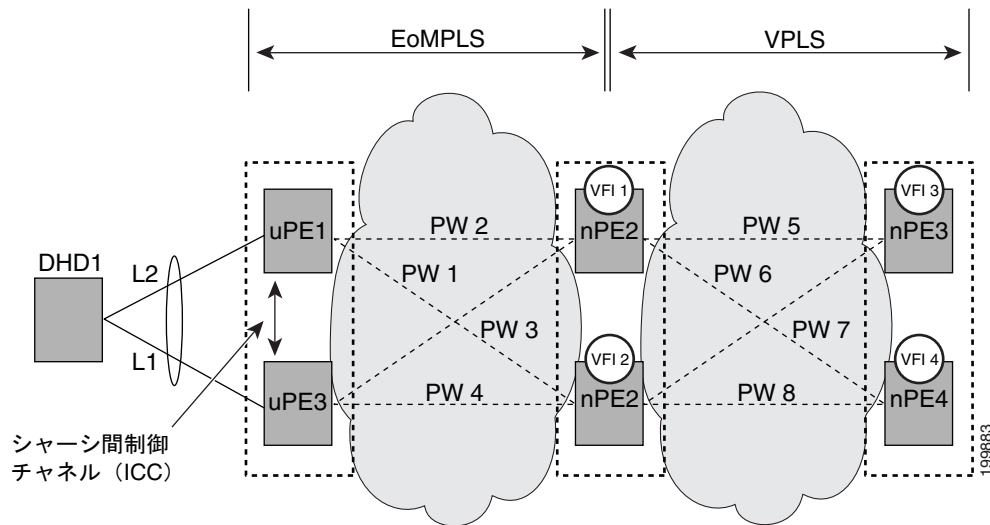 EoMPLS
VPLS
VFI 1
VFI 3
uPE1
PW 2
nPE2
PW 5
nPE3
DHD1
L2
PW 1
PW 6
PW 3
PW 7
L1
VFI 2
VFI 4
uPE3
PW 4
nPE2
PW 8
nPE4
シャーシ間制御
チャネル（ICC）
199883